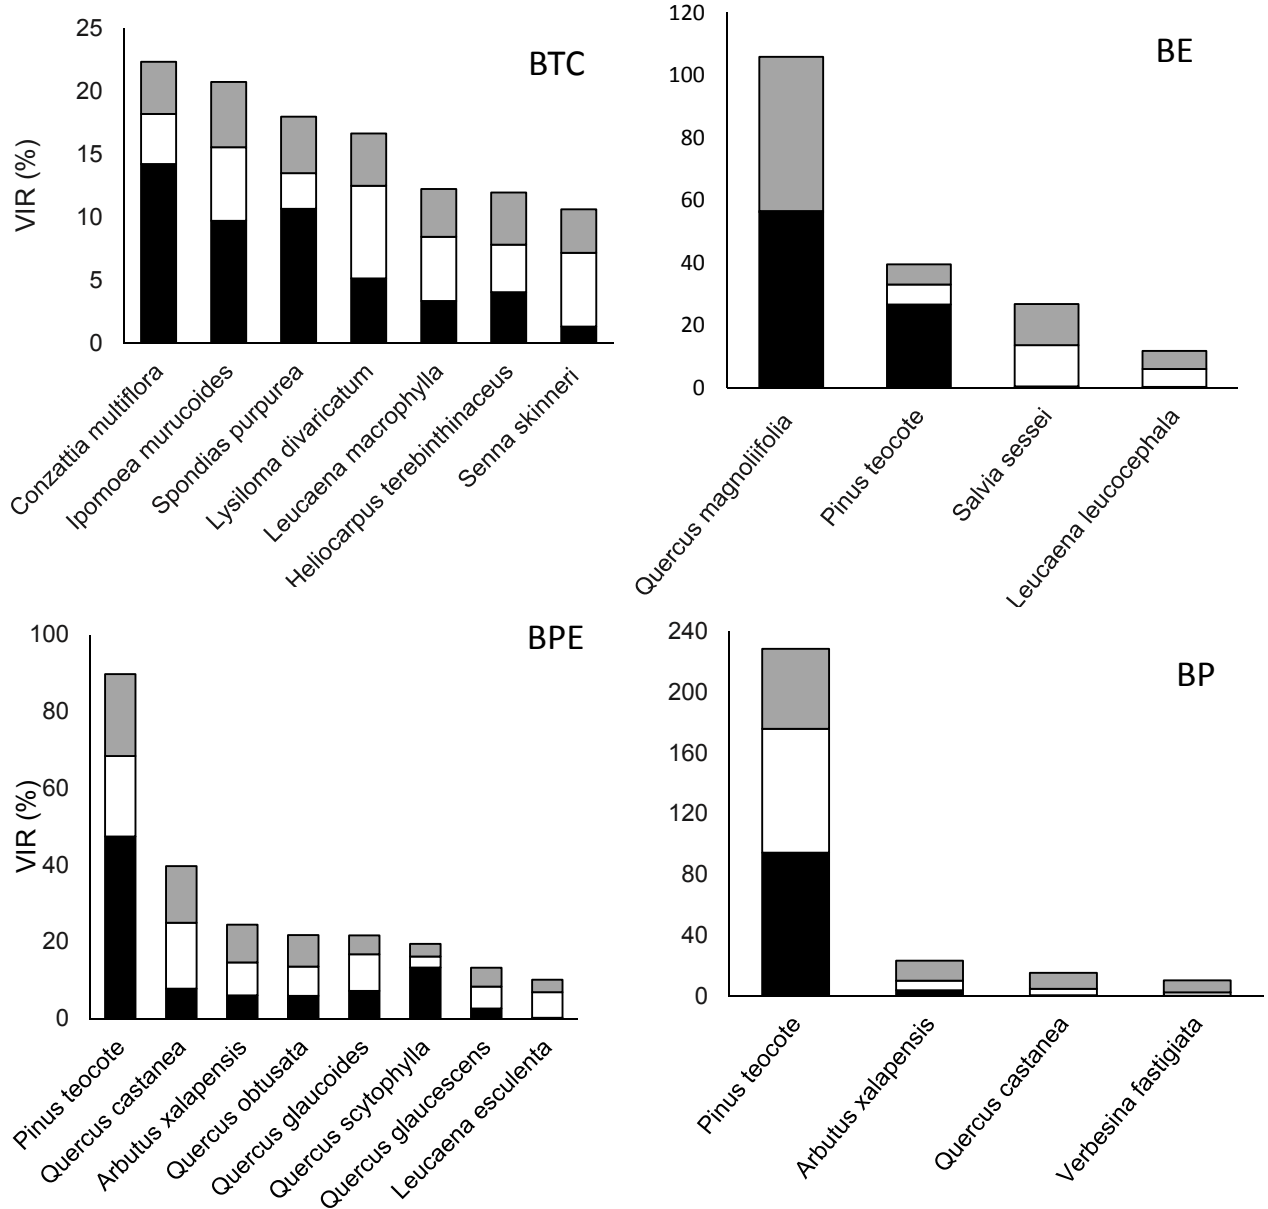 BTC
VIR (%)
25
20
15
10
5
0
Conzattia multiflora
Ipomoea murucoides
Spondias purpurea
Lysiloma divaricatum
Leucaena macrophylla
Heliocarpus terebinthinaceus
Senna skinneri
BE
120
100
80
60
40
20
0
Quercus magnoliifolia
Pinus teocote
Salvia sessei
Leucaena leucocephala
BPE
VIR (%)
100
80
60
40
20
0
Pinus teocote
Quercus castanea
Arbutus xalapensis
Quercus obtusata
Quercus glaucoides
Quercus scytophylla
Quercus glaucescens
Leucaena esculenta
BP
240
200
160
120
80
40
0
Pinus teocote
Arbutus xalapensis
Quercus castanea
Verbesina fastigiata